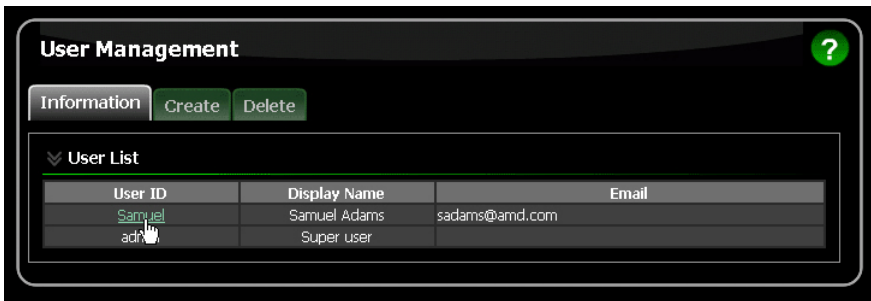 User Management
?
Information Create Delete
User List
User ID Display Name Email
Samuel Samuel Adams sadams@amd.com
Super user